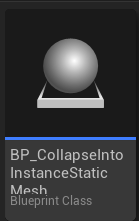 BP_CollapseInto
InstanceStatic
Mesh
Blueprint Class